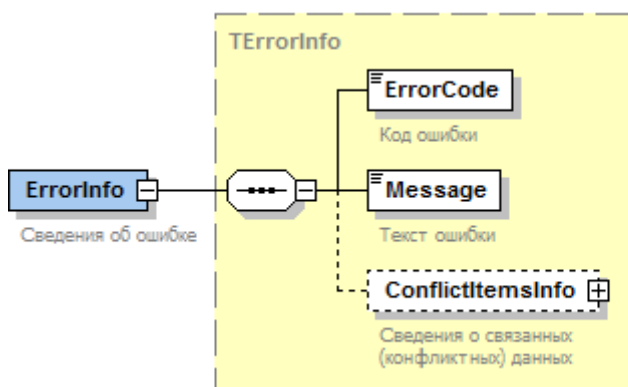 TErrorInfo
ErrorCode
Код ошибки
ErrorInfo
Сведения об ошибке
Message
Текст ошибки
ConflictItemsInfo
Сведения о связанных
(конфликтных) данных